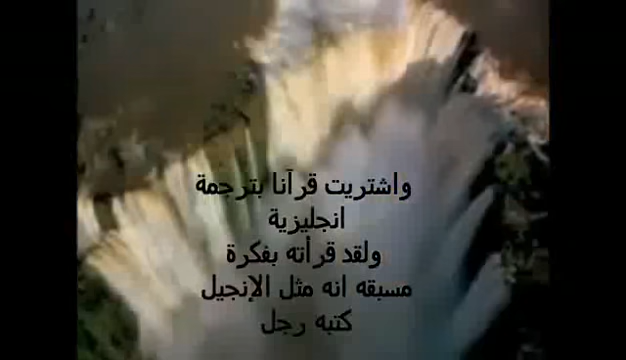 واشتريت قرآنا بترجمة
انجليزية
ولقد قرأته بفكرة
مسبقه انه مثل الإنجيل
كتبه رجل